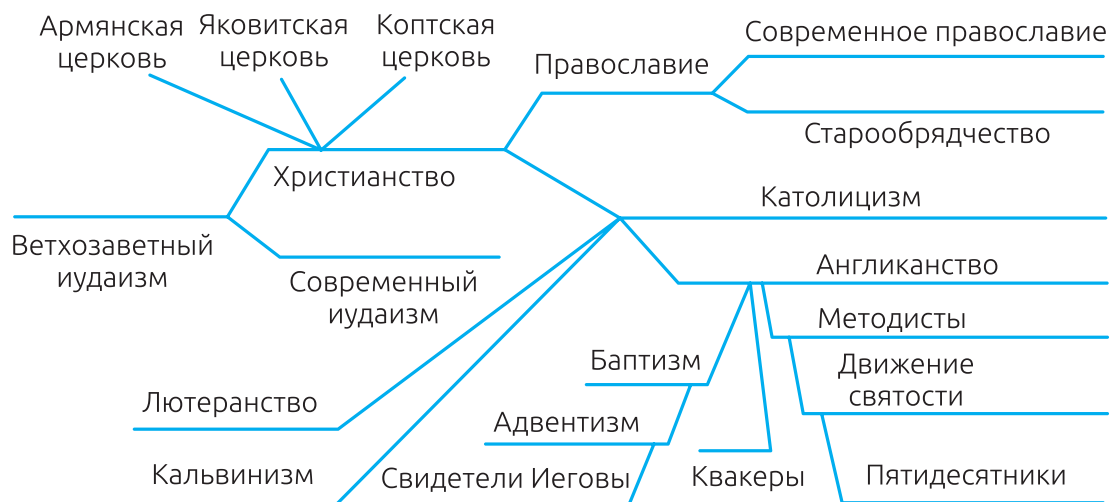 Армянская
церковь
Яковитская
церковь
Коптская
церковь
Православие
Современное православие
Старообрядчество
Христианство
Католицизм
Ветхозаветный
иудаизм
Современный
иудаизм
Англиканство
Методисты
Баптизм
Движение
святости
Лютеранство
Адвентизм
Кальвинизм
Свидетели Иеговы
Квакеры
Пятидесятники